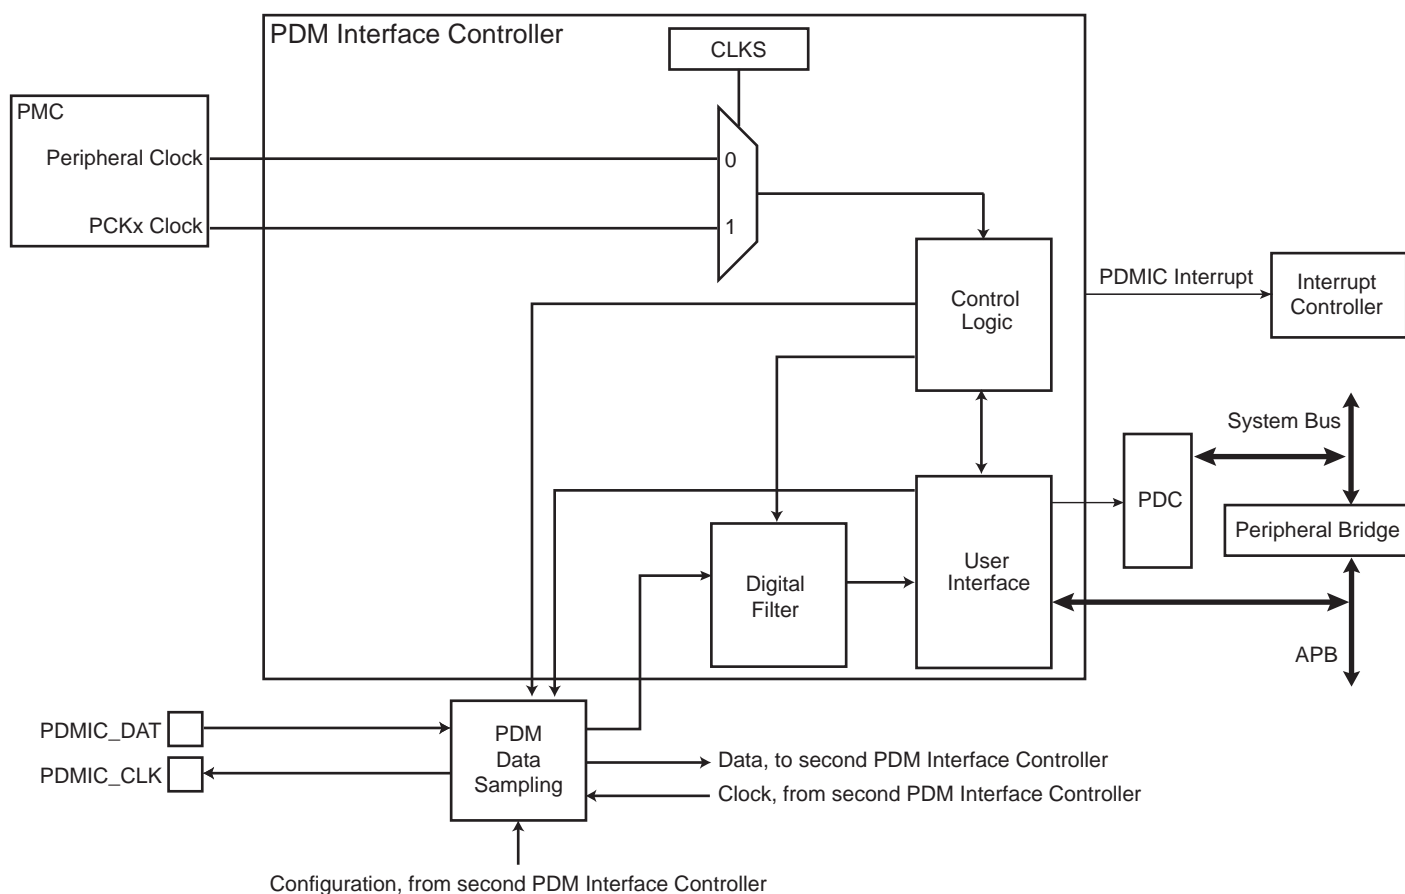 PDM Interface Controller
CLKS
PMC
Peripheral Clock
0
PCKx Clock
1
Control
Logic
PDMIC Interrupt
Interrupt
Controller
System Bus
PDC
Peripheral Bridge
User
Interface
Digital
Filter
APB
PDMIC_DAT
PDMIC_CLK
PDM
Data
Sampling
Data, to second PDM Interface Controller
Clock, from second PDM Interface Controller
Configuration, from second PDM Interface Controller